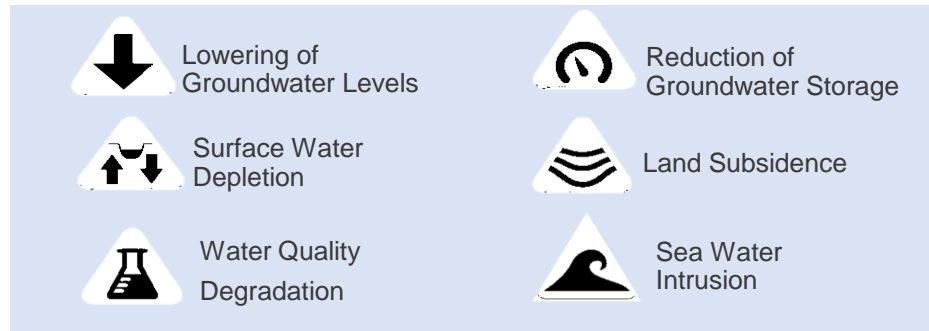 Lowering of
Groundwater Levels
Reduction of
Groundwater Storage
Surface Water
Depletion
Land Subsidence
Water Quality
Degradation
Sea Water
Intrusion